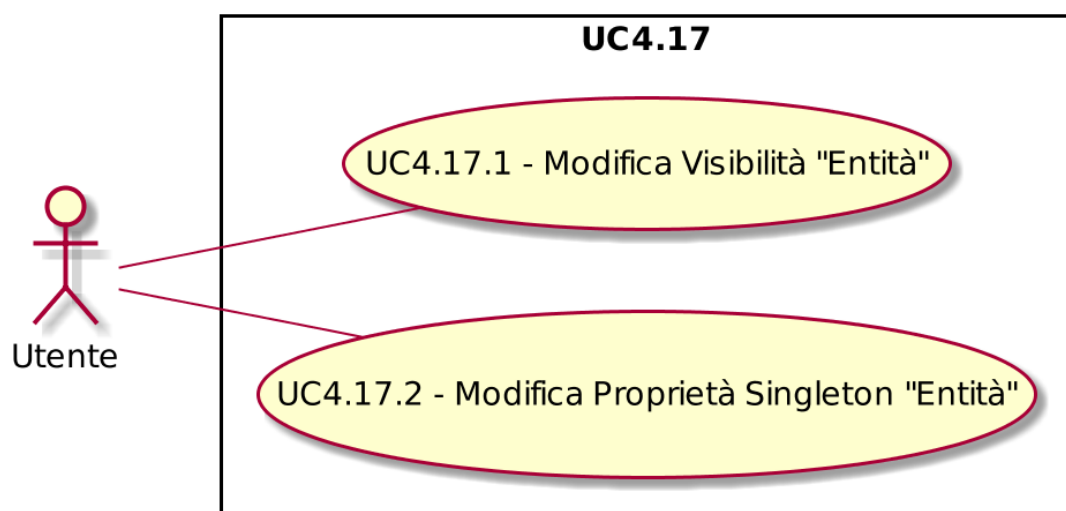 UC4.17
UC4.17.1 - Modifica Visibilità "Entità"
Utente
UC4.17.2 - Modifica Proprietà Singleton "Entità"